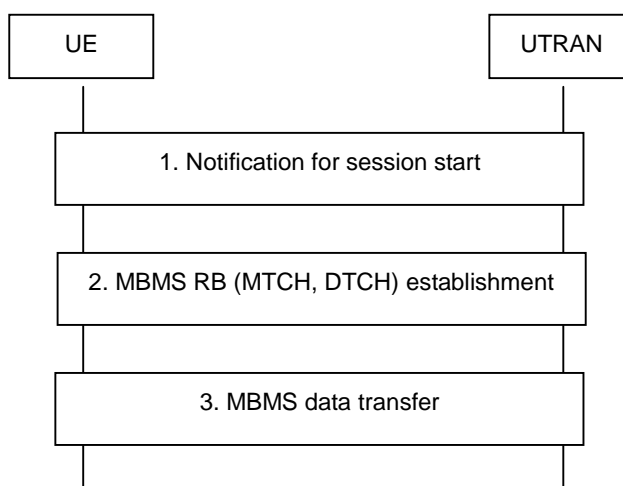 UE
UTRAN
1. Notification for session start
2. MBMS RB (MTCH, DTCH) establishment
3. MBMS data transfer